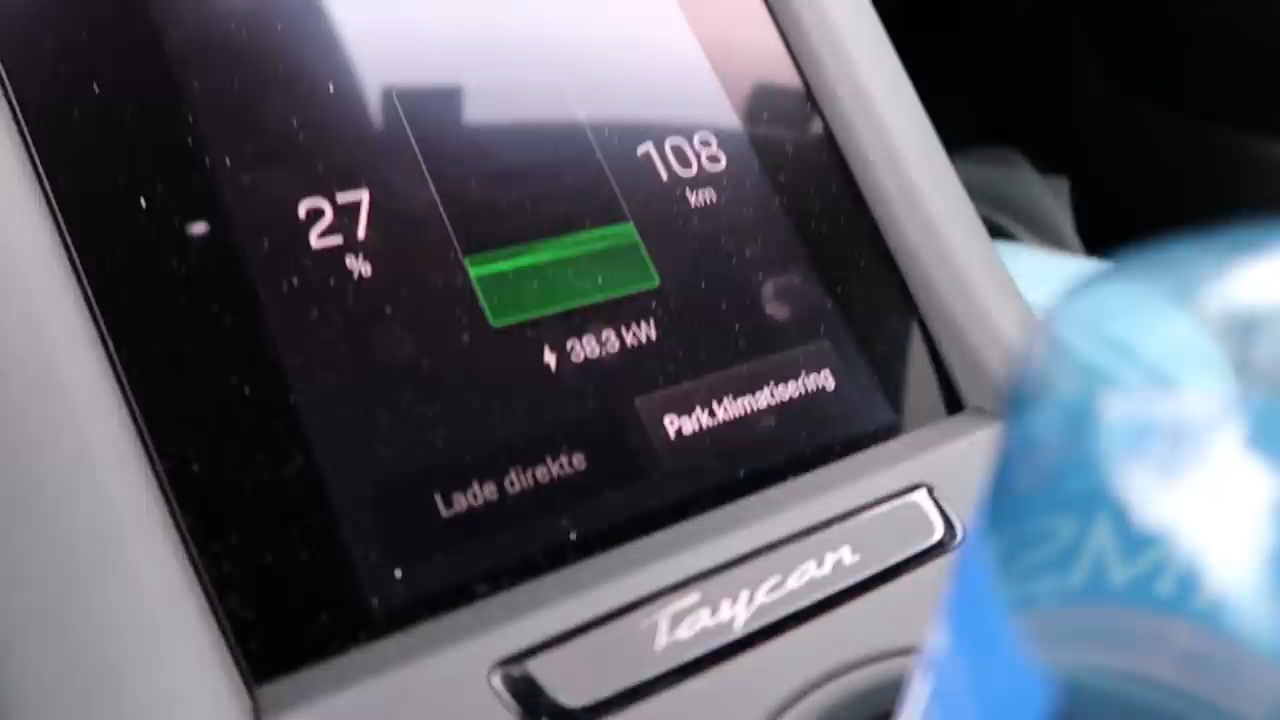 27
%
108
km
38.3 kW
Park.klimatisering
Lade direkte
Taycan